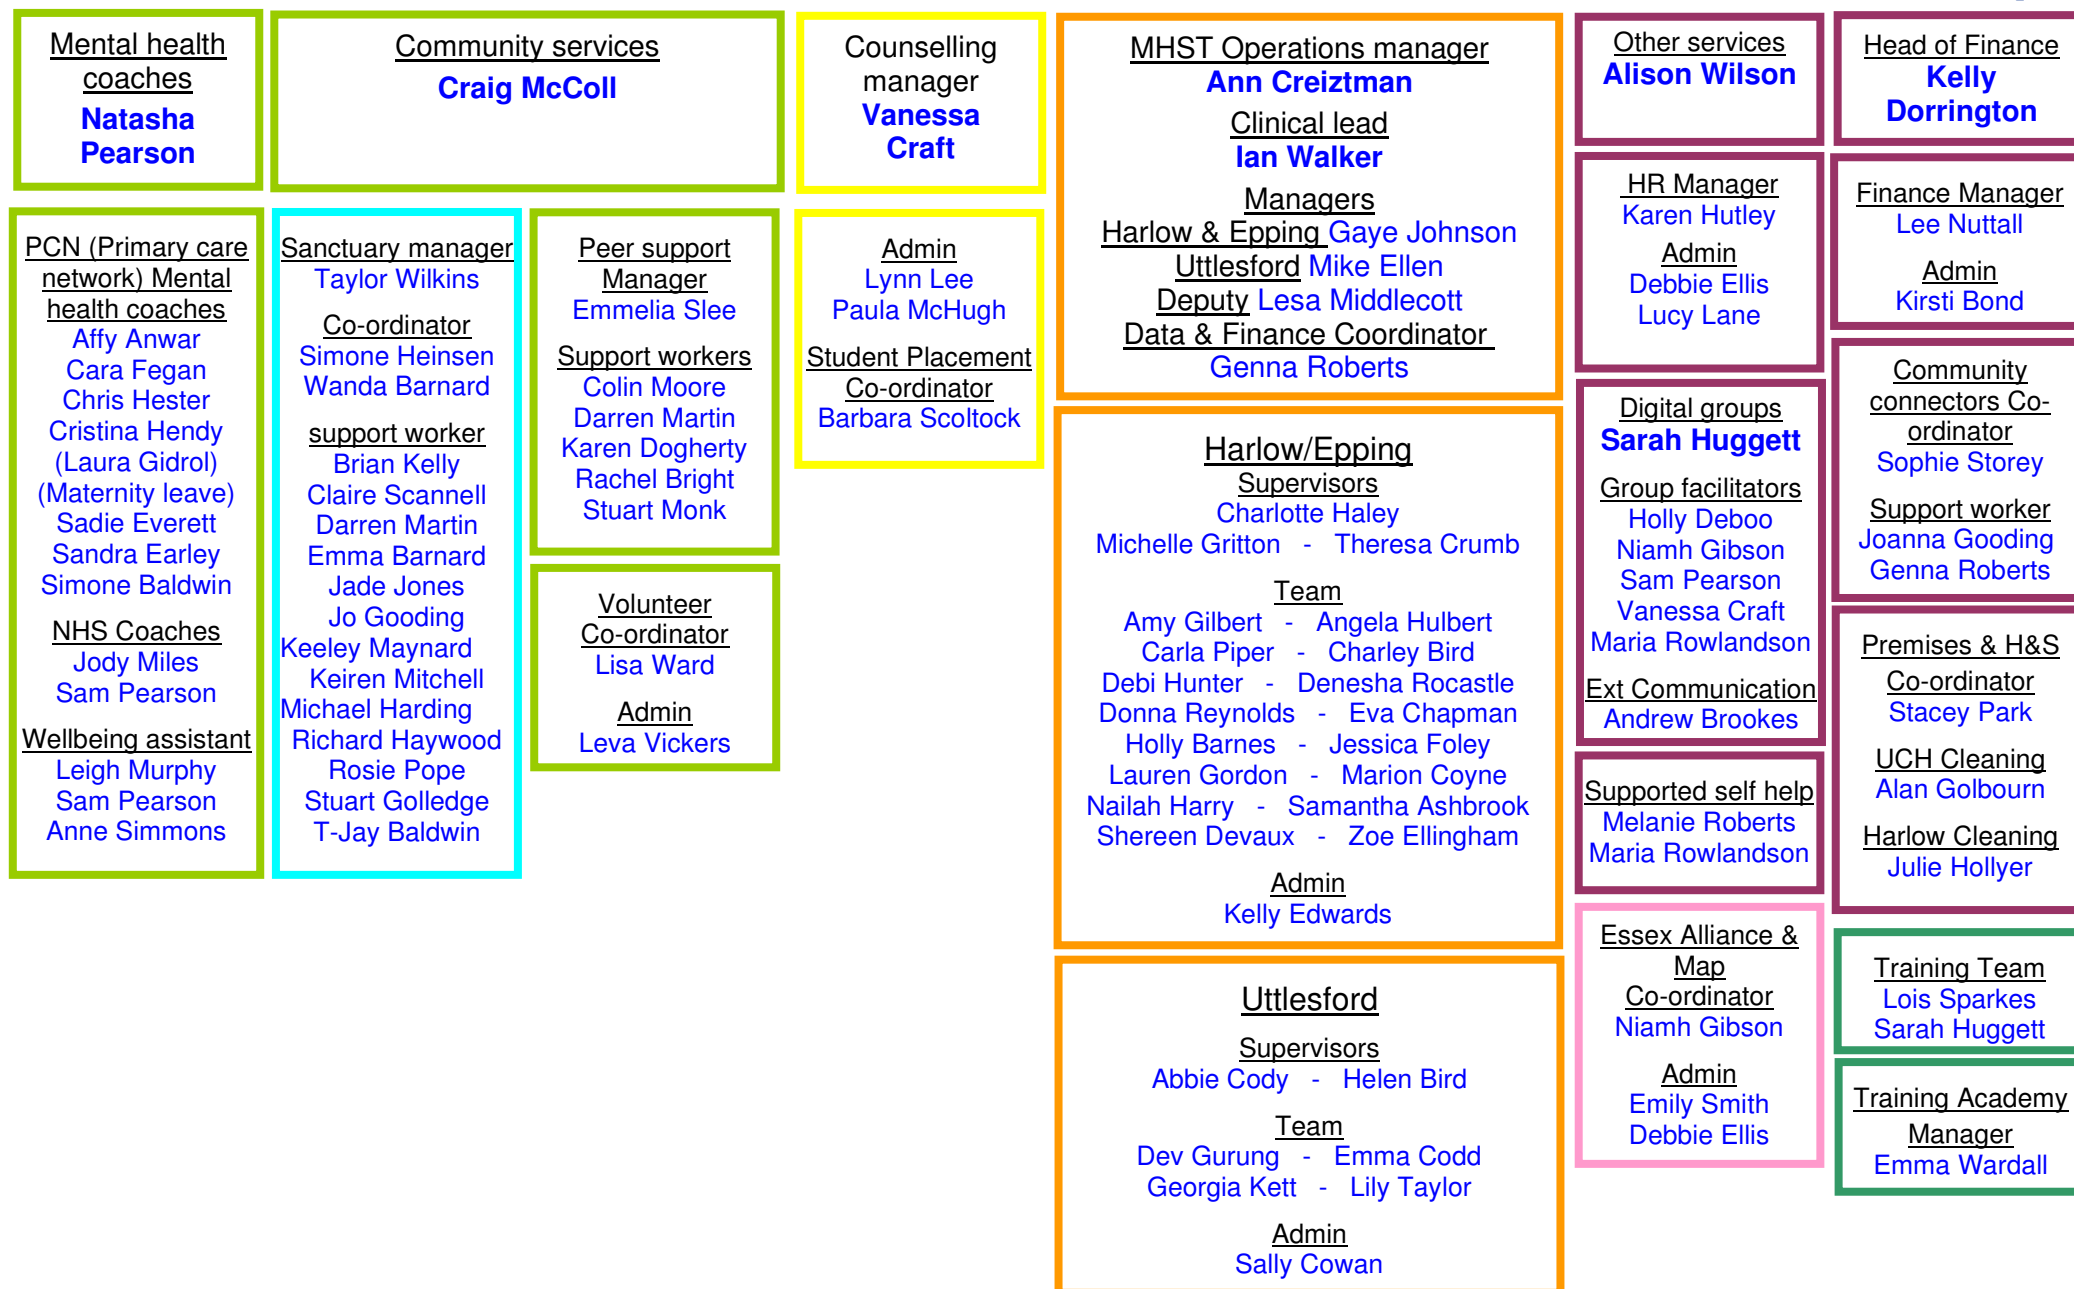 Mental health
coaches
Natasha
Pearson
Community services
Craig McColl
Counselling
manager
Vanessa
Craft
MHST Operations manager
Ann Creiztman
Clinical lead
Ian Walker
Managers
Harlow & Epping Gaye Johnson
Uttlesford Mike Ellen
Deputy Lesa Middlecott
Data & Finance Coordinator
Genna Roberts
Other services
Alison Wilson
Head of Finance
Kelly
Dorrington
PCN (Primary care
network) Mental
health coaches
Affy Anwar
Cara Fegan
Chris Hester
Cristina Hendy
(Laura Gidrol)
(Maternity leave)
Sadie Everett
Sandra Earley
Simone Baldwin
NHS Coaches
Jody Miles
Sam Pearson
Wellbeing assistant
Leigh Murphy
Sam Pearson
Anne Simmons
Sanctuary manager
Taylor Wilkins
Co-ordinator
Simone Heinsen
Wanda Barnard
support worker
Brian Kelly
Claire Scannell
Darren Martin
Emma Barnard
Jade Jones
Jo Gooding
Keeley Maynard
Keiren Mitchell
Michael Harding
Richard Haywood
Rosie Pope
Stuart Golledge
T-Jay Baldwin
Peer support
Manager
Emmelia Slee
Support workers
Colin Moore
Darren Martin
Karen Dogherty
Rachel Bright
Stuart Monk
Volunteer
Co-ordinator
Lisa Ward
Admin
Leva Vickers
Admin
Lynn Lee
Paula McHugh
Student Placement
Co-ordinator
Barbara Scoltock
Harlow/Epping
Supervisors
Charlotte Haley
Michelle Gritton - Theresa Crumb
Team
Amy Gilbert - Angela Hulbert
Carla Piper - Charley Bird
Debi Hunter - Denesha Rocastle
Donna Reynolds - Eva Chapman
Holly Barnes - Jessica Foley
Lauren Gordon - Marion Coyne
Nailah Harry - Samantha Ashbrook
Shereen Devaux - Zoe Ellingham
Admin
Kelly Edwards
Uttlesford
Supervisors
Abbie Cody - Helen Bird
Team
Dev Gurung - Emma Codd
Georgia Kett - Lily Taylor
Admin
Sally Cowan
HR Manager
Karen Hutley
Admin
Debbie Ellis
Lucy Lane
Digital groups
Sarah Huggett
Group facilitators
Holly Deboo
Niamh Gibson
Sam Pearson
Vanessa Craft
Maria Rowlandson
Ext Communication
Andrew Brookes
Supported self help
Melanie Roberts
Maria Rowlandson
Essex Alliance &
Map
Co-ordinator
Niamh Gibson
Admin
Emily Smith
Debbie Ellis
Finance Manager
Lee Nuttall
Admin
Kirsti Bond
Community
connectors Co-
ordinator
Sophie Storey
Support worker
Joanna Gooding
Genna Roberts
Premises & H&S
Co-ordinator
Stacey Park
UCH Cleaning
Alan Golbourn
Harlow Cleaning
Julie Hollyer
Training Team
Lois Sparkes
Sarah Huggett
Training Academy
Manager
Emma Wardall